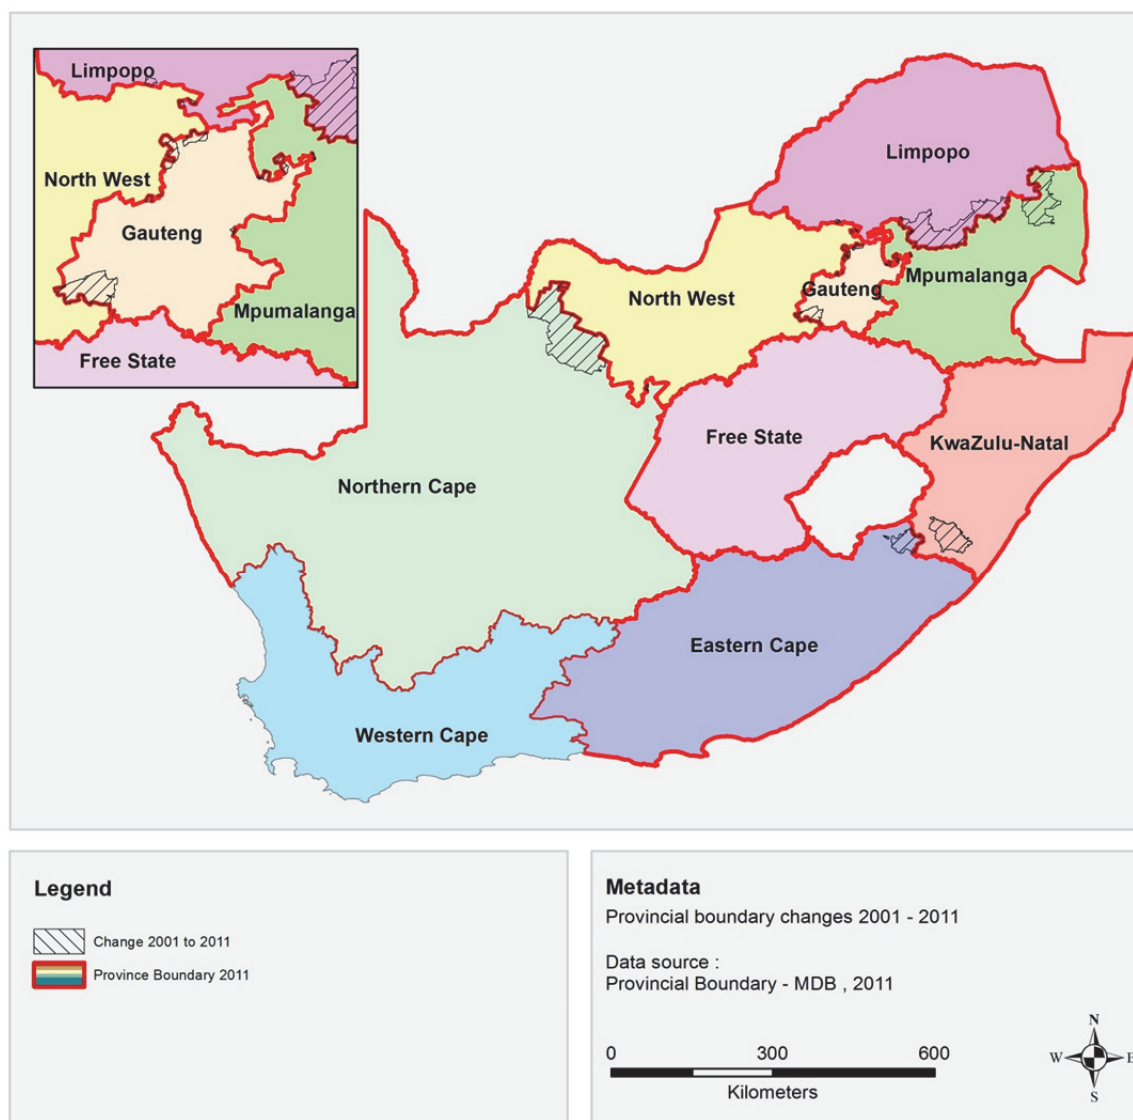 Limpopo
North West
Gauteng
Mpumalanga
Free State
Limpopo
Mpumalanga
Gauteng
North West
Free State
KwaZulu-Natal
Northern Cape
Eastern Cape
Western Cape
Legend
Change 2001 to 2011
Province Boundary 2011
Metadata
Provincial boundary changes 2001 - 2011
Data source :
Provincial Boundary - MDB , 2011
0 300 600
Kilometers
N
W E
S